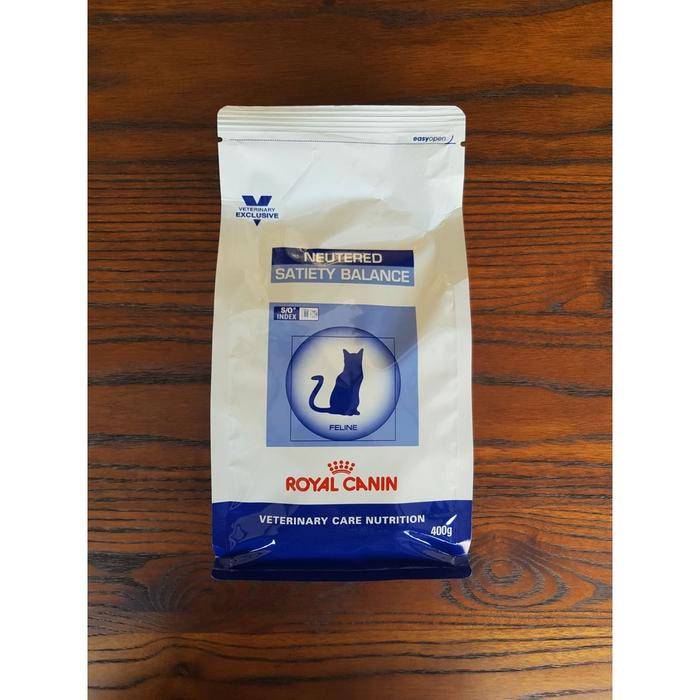 easyopen
VETERINARY
EXCLUSIVE
NEUTERED
SATIETY BALANCE
S/O*
INDEX
FELINE
ROYAL CANIN
VETERINARY CARE NUTRITION
400g